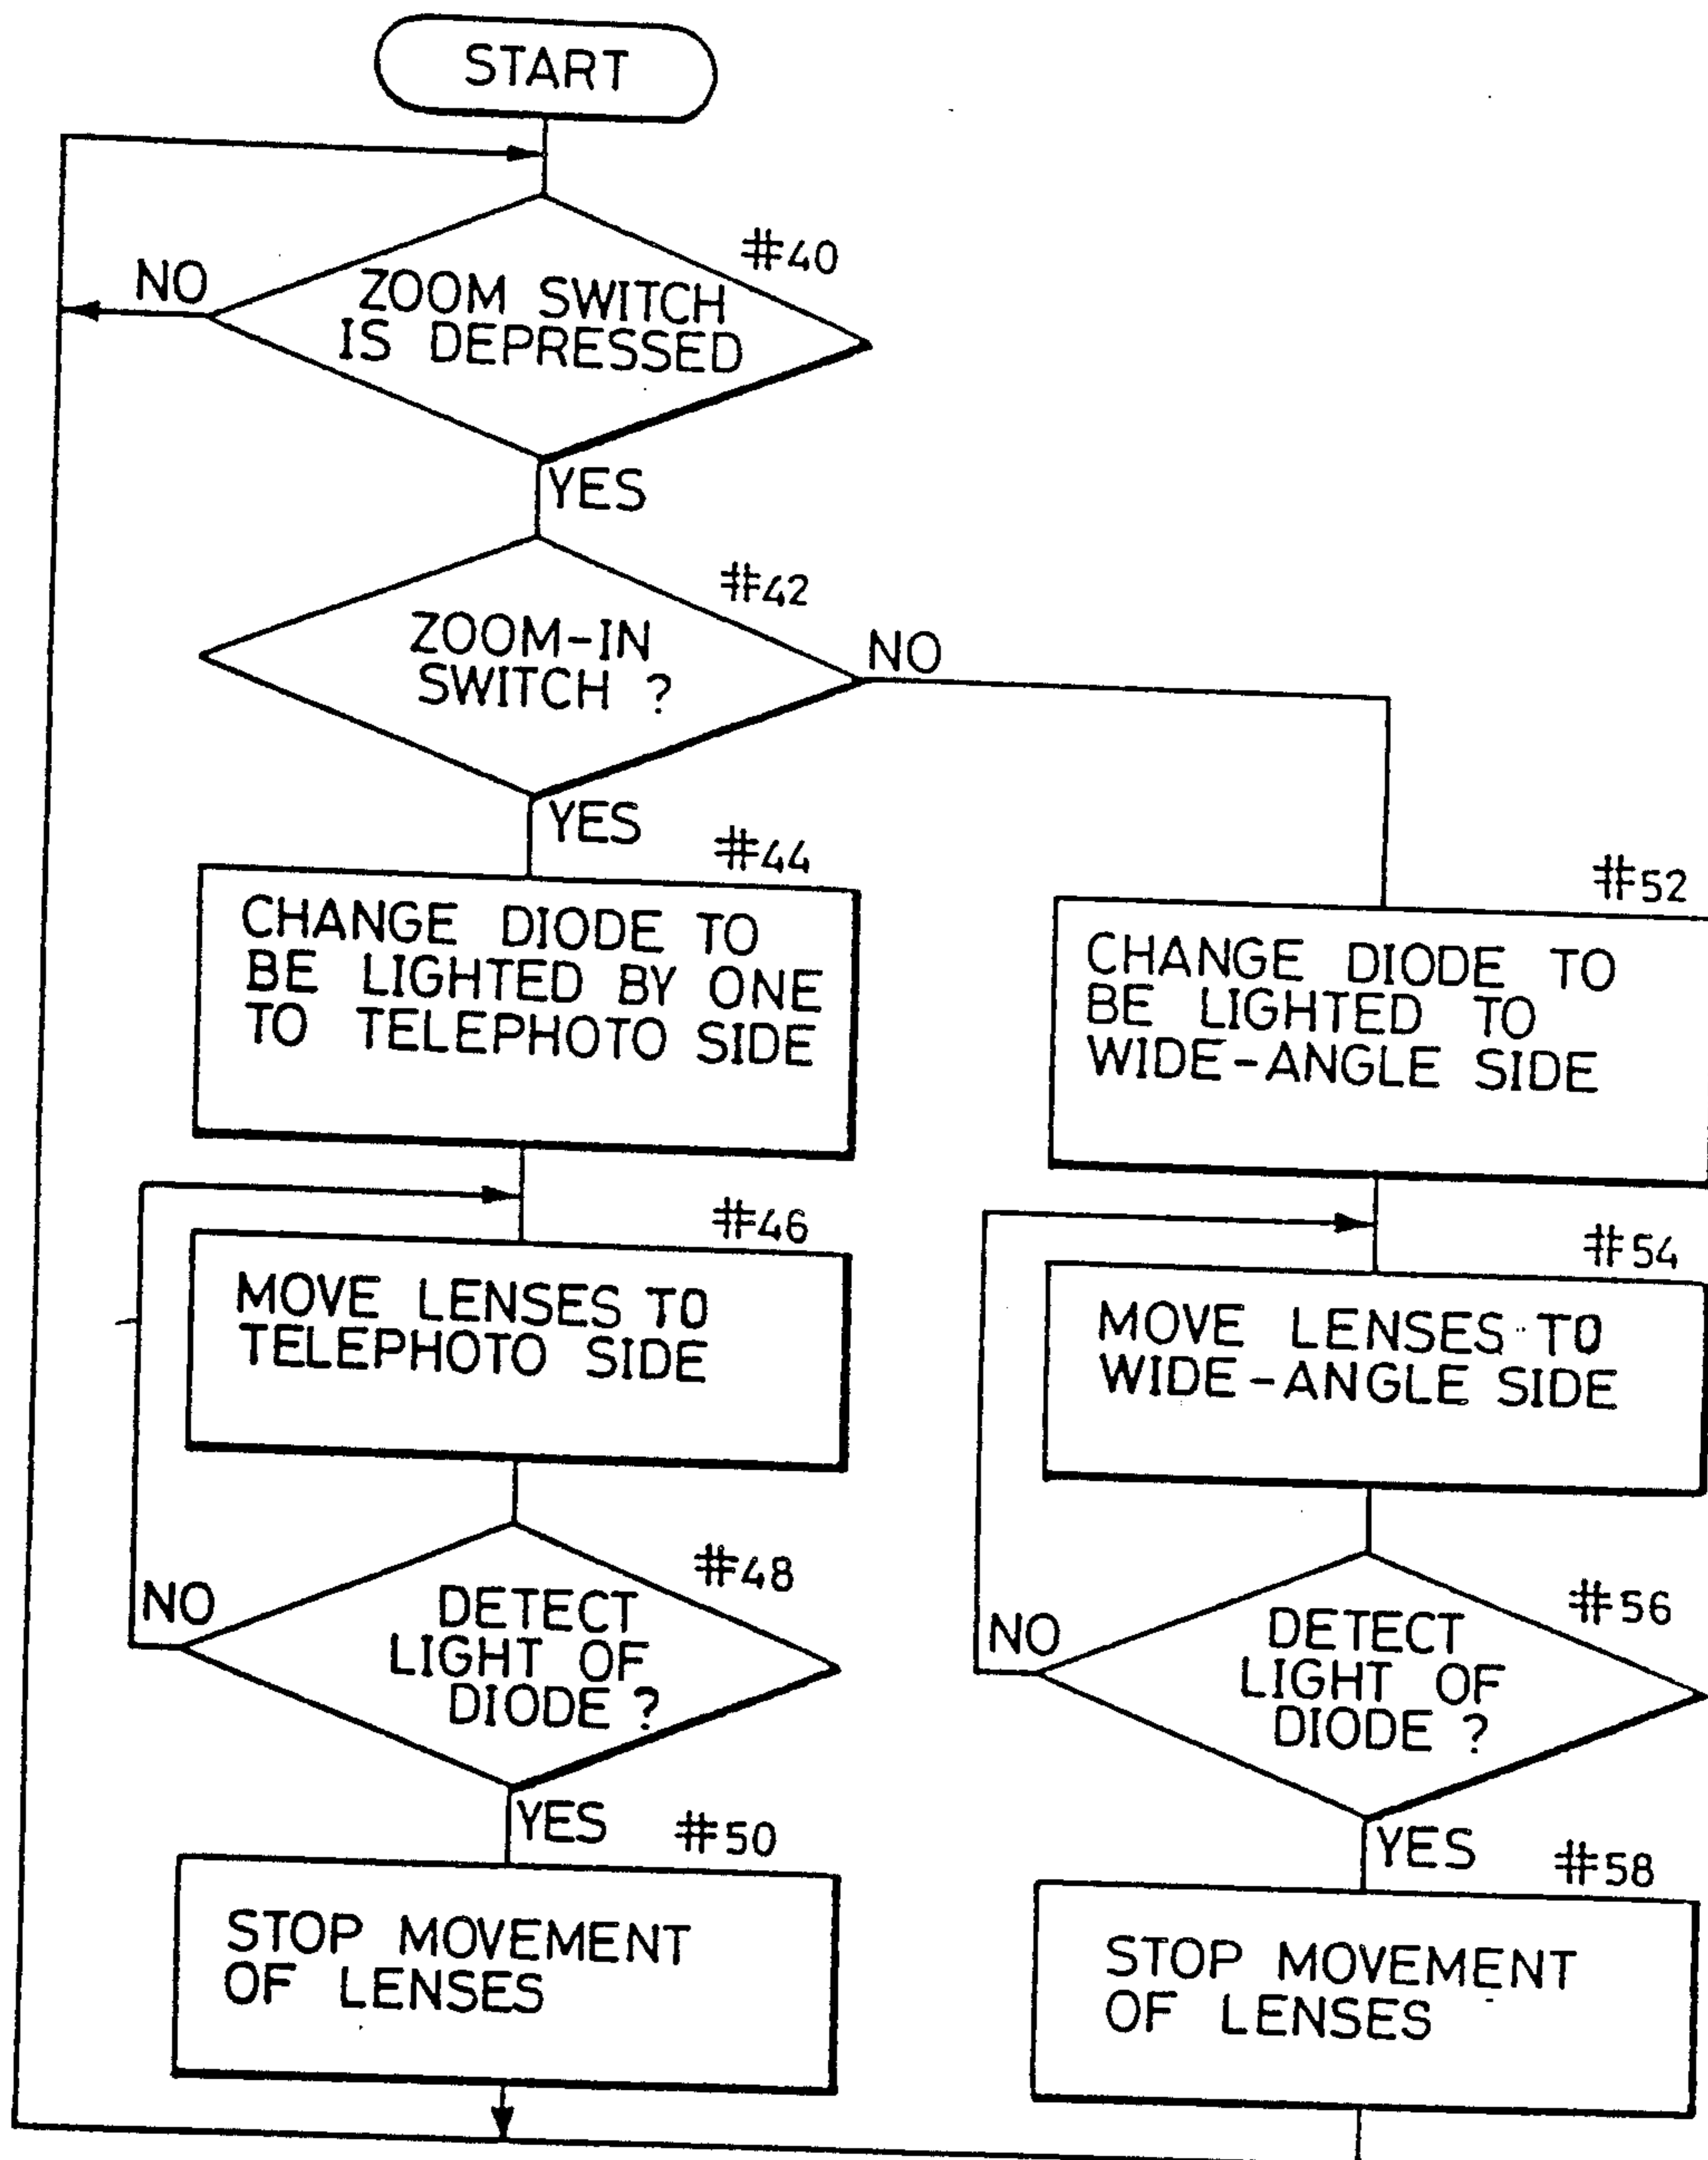 START
#40
NO
ZOOM SWITCH
IS DEPRESSED
YES
#42
ZOOM-IN
SWITCH ?
NO
YES
#44
CHANGE DIODE TO
BE LIGHTED BY ONE
TO TELEPHOTO SIDE
#52
CHANGE DIODE TO
BE LIGHTED TO
WIDE-ANGLE SIDE
#46
MOVE LENSES TO
TELEPHOTO SIDE
#54
MOVE LENSES TO
WIDE-ANGLE SIDE
#48
NO
DETECT
LIGHT OF
DIODE ?
YES
#56
NO
DETECT
LIGHT OF
DIODE ?
YES
#50
STOP MOVEMENT
OF LENSES
#58
STOP MOVEMENT
OF LENSES